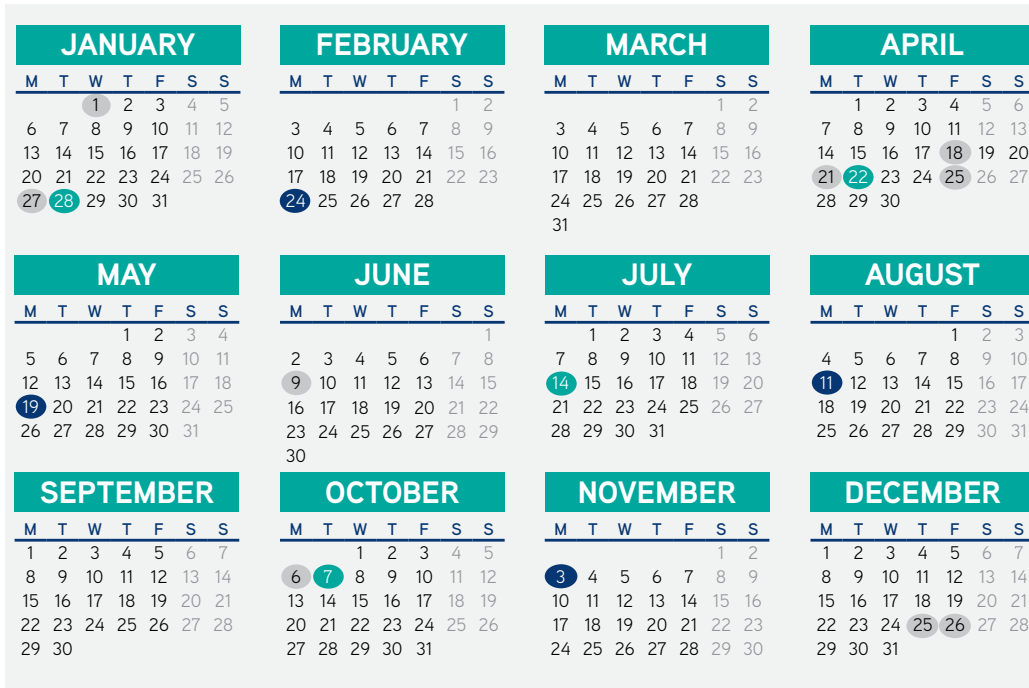 JANUARY
M T W T F S S
1 2 3 4 5
6 7 8 9 10 11 12
13 14 15 16 17 18 19
20 21 22 23 24 25 26
27 28 29 30 31
FEBRUARY
M T W T F S S
1 2
3 4 5 6 7 8 9
10 11 12 13 14 15 16
17 18 19 20 21 22 23
24 25 26 27 28
MARCH
M T W T F S S
1 2
3 4 5 6 7 8 9
10 11 12 13 14 15 16
17 18 19 20 21 22 23
24 25 26 27 28
31
APRIL
M T W T F S S
1 2 3 4 5 6
7 8 9 10 11 12 13
14 15 16 17 18 19 20
21 22 23 24 25 26 27
28 29 30
MAY
M T W T F S S
1 2 3 4
5 6 7 8 9 10 11
12 13 14 15 16 17 18
19 20 21 22 23 24 25
26 27 28 29 30 31
JUNE
M T W T F S S
1
2 3 4 5 6 7 8
9 10 11 12 13 14 15
16 17 18 19 20 21 22
23 24 25 26 27 28 29
30
JULY
M T W T F S S
1 2 3 4 5 6
7 8 9 10 11 12 13
14 15 16 17 18 19 20
21 22 23 24 25 26 27
28 29 30 31
AUGUST
M T W T F S S
1 2 3
4 5 6 7 8 9 10
11 12 13 14 15 16 17
18 19 20 21 22 23 24
25 26 27 28 29 30 31
SEPTEMBER
M T W T F S S
1 2 3 4 5 6 7
8 9 10 11 12 13 14
15 16 17 18 19 20 21
22 23 24 25 26 27 28
29 30
OCTOBER
M T W T F S S
1 2 3 4 5
6 7 8 9 10 11 12
13 14 15 16 17 18 19
20 21 22 23 24 25 26
27 28 29 30 31
NOVEMBER
M T W T F S S
1 2
3 4 5 6 7 8 9
10 11 12 13 14 15 16
17 18 19 20 21 22 23
24 25 26 27 28 29 30
DECEMBER
M T W T F S S
1 2 3 4 5 6 7
8 9 10 11 12 13 14
15 16 17 18 19 20 21
22 23 24 25 26 27 28
29 30 31